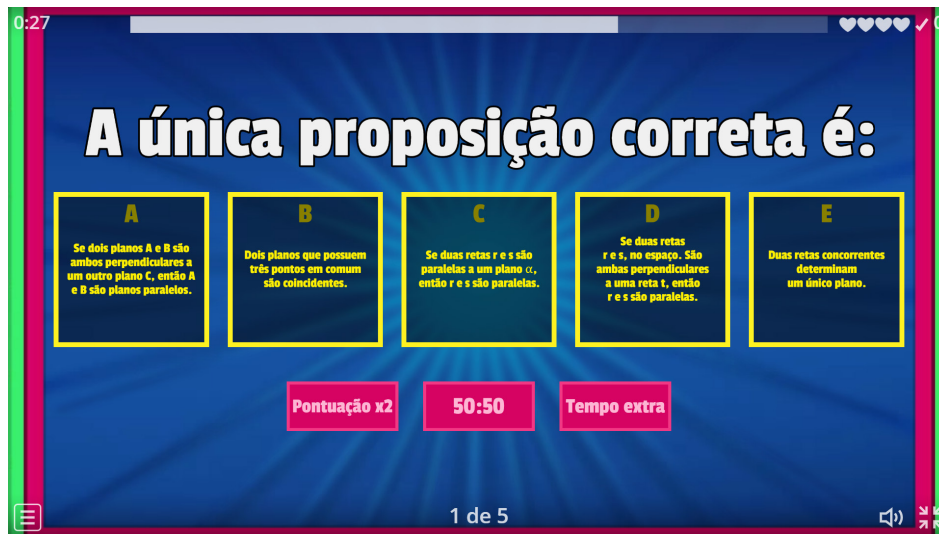 0:27
A única proposição correta é:
A
Se dois planos A e B são
ambos perpendiculares a
um outro plano C, então A
e B são planos paralelos.
B
Dois planos que possuem
três pontos em comum
são coincidentes.
C
Se duas retas r e s são
paralelas a um plano α,
então r e s são paralelas.
D
Se duas retas
r e s, no espaço. São
ambas perpendiculares
a uma reta t, então
r e s são paralelas.
E
Duas retas concorrentes
determinam
um único plano.
Pontuação x2
50:50
Tempo extra
1 de 5